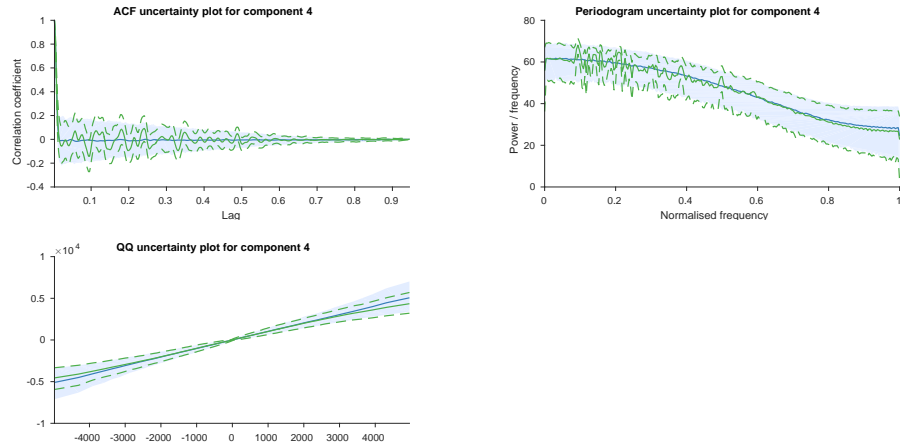 ACF uncertainty plot for component 4
Correlation coefficient
1
0.8
0.6
0.4
0.2
0
-0.2
-0.4
0.1 0.2 0.3 0.4 0.5 0.6 0.7 0.8 0.9
Lag
Periodogram uncertainty plot for component 4
Power / frequency
80
60
40
20
0
0 0.2 0.4 0.6 0.8 1
Normalised frequency
QQ uncertainty plot for component 4
×10^4
1
0.5
0
-0.5
-1
-4000 -3000 -2000 -1000 0 1000 2000 3000 4000